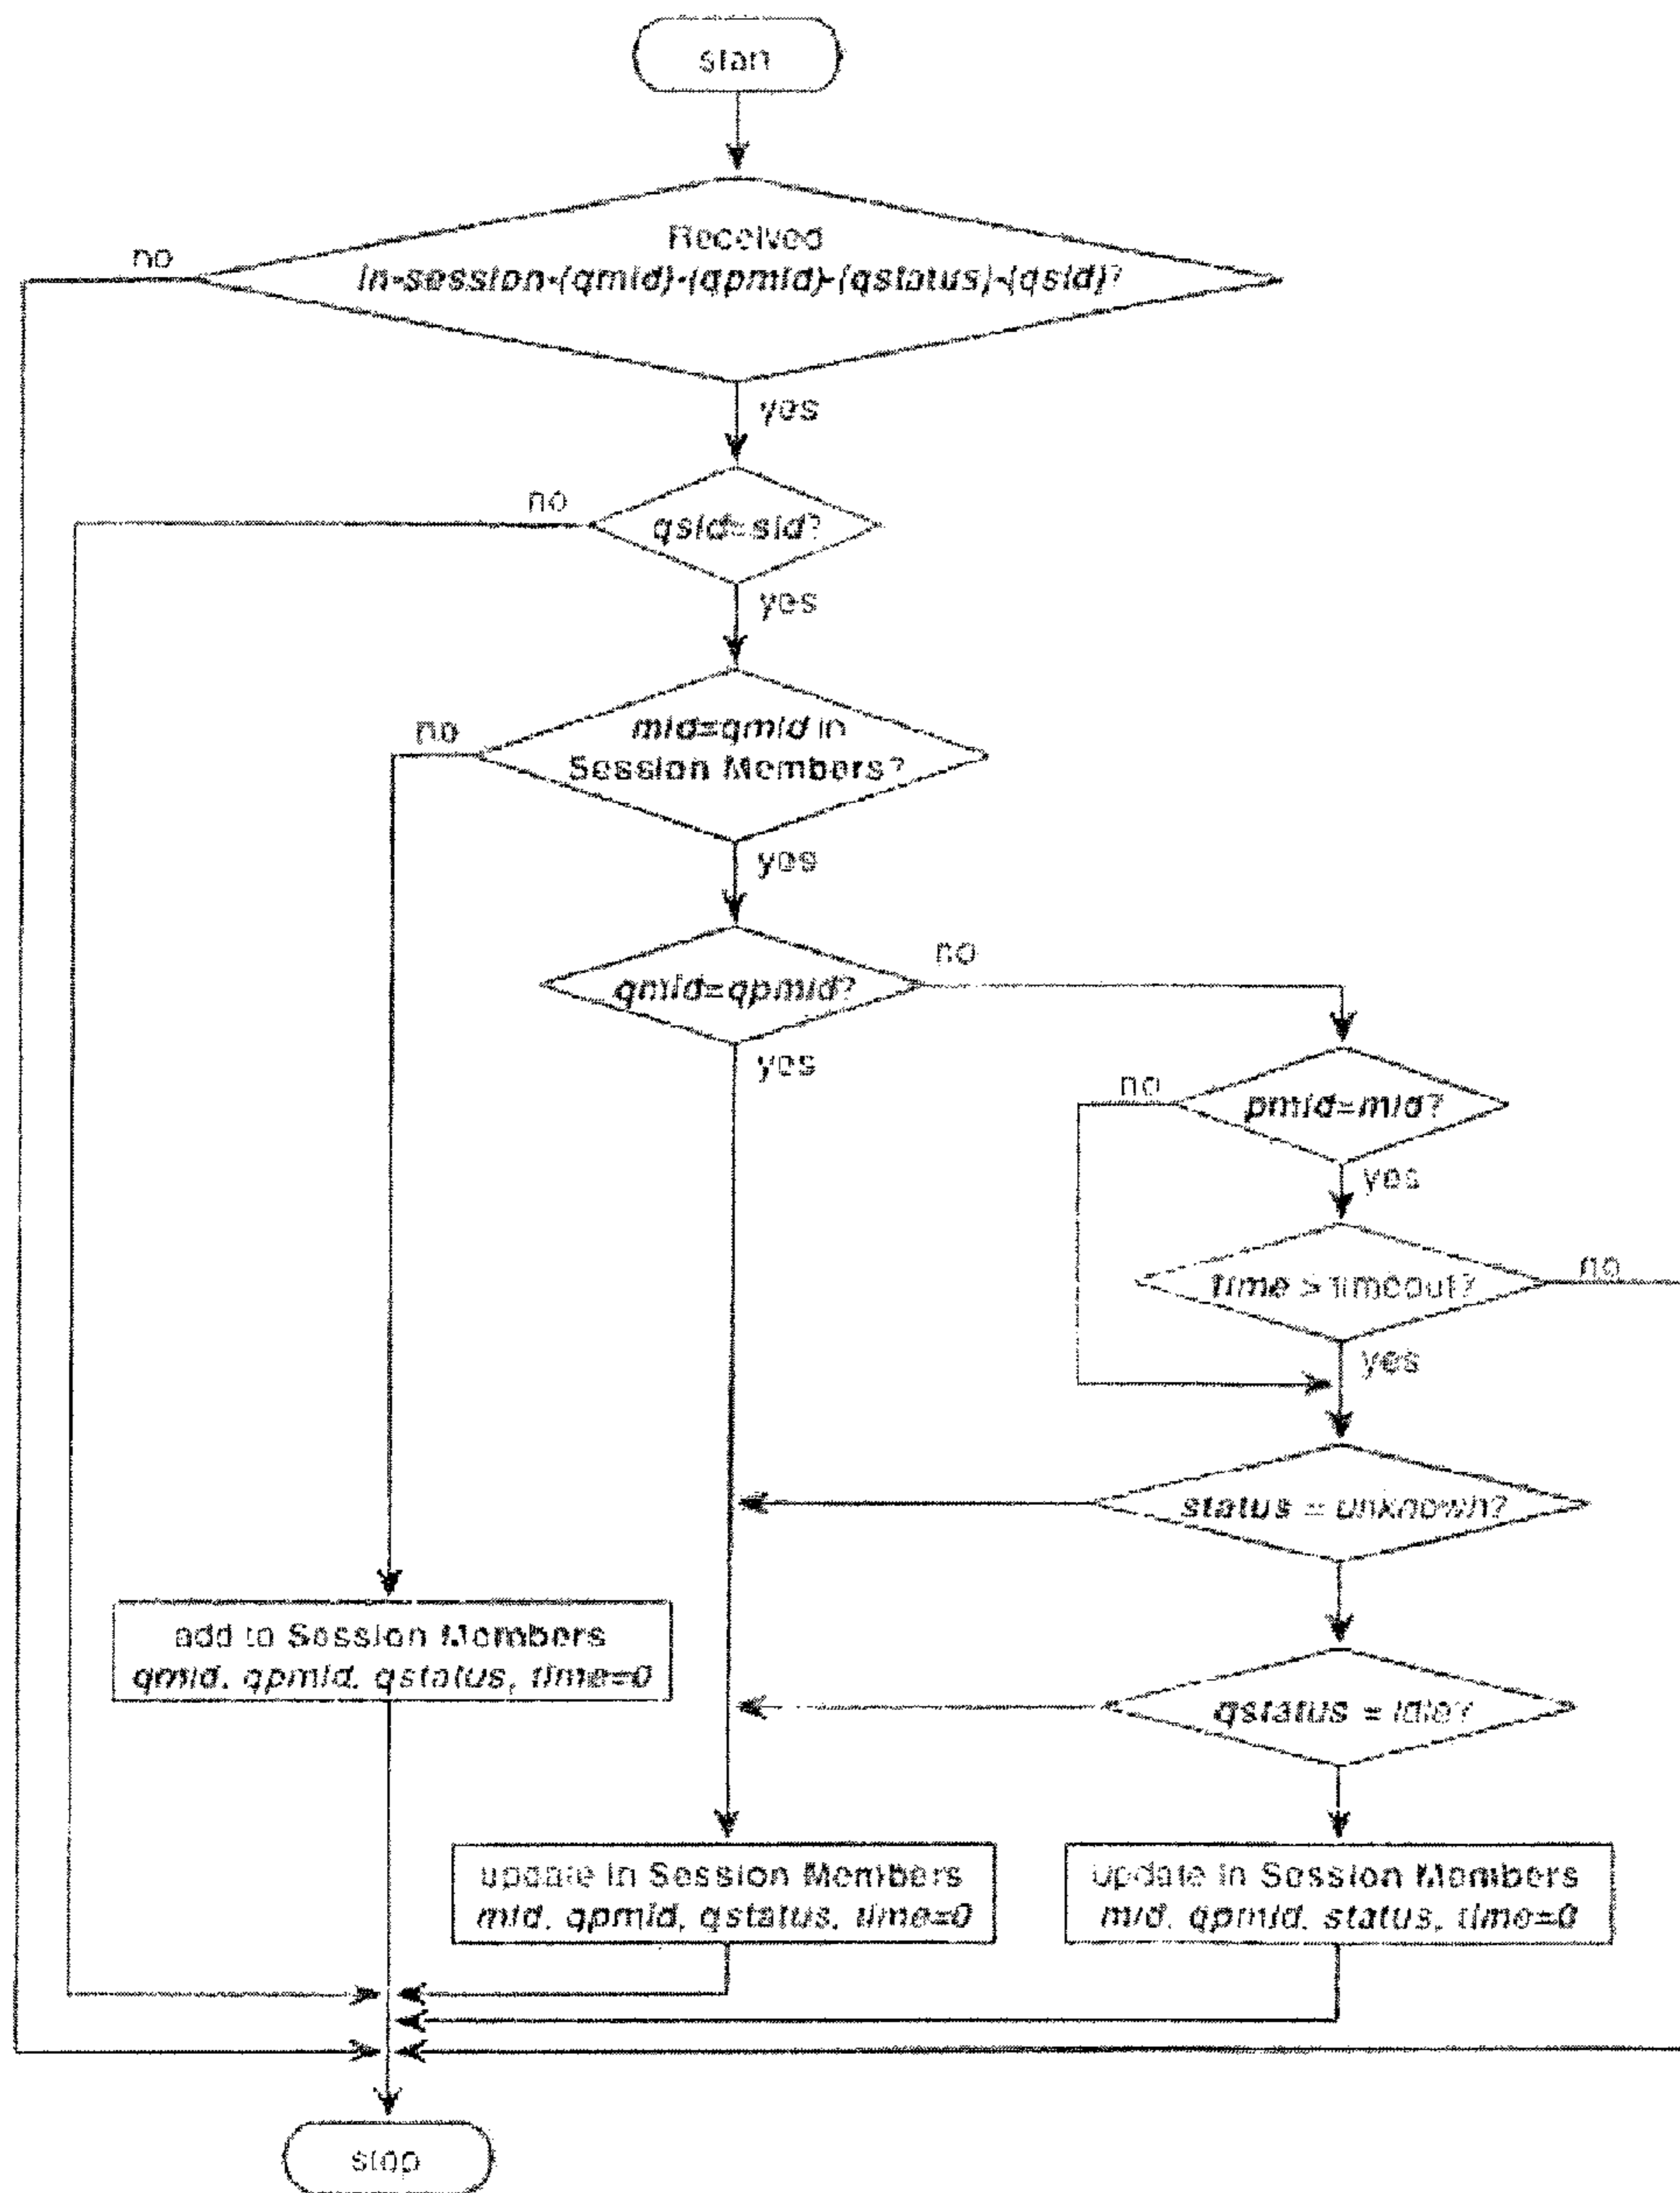 start
Received
in-session-{qmid}-{qpmid}-{qstatus}-{qsid}?
no
yes
no
qsid=sid?
yes
no
mid=qmid in
Session Members?
yes
no
qmid=qpmid?
yes
no
pmid=mid?
yes
no
time > timeout?
yes
status = unknown?
add to Session Members
qmid, qpmid, qstatus, time=0
qstatus = idle?
update in Session Members
mid, qpmid, qstatus, time=0
update in Session Members
mid, qpmid, status, time=0
stop